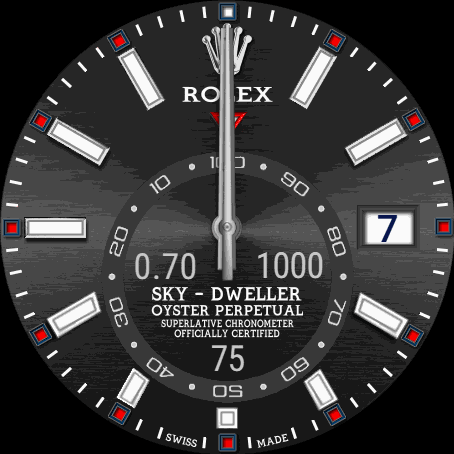 ROLEX
100
10
90
20
80
7
0.70
1000
SKY - DWELLER
OYSTER PERPETUAL
SUPERLATIVE CHRONOMETER
OFFICIALLY CERTIFIED
30
70
75
40
60
50
SWISS MADE